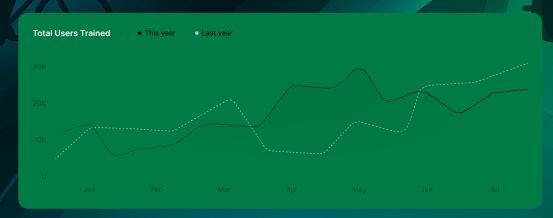 Total Users Trained | This year Last year
30K
20K
10K
0
Jan Feb Mar Apr May Jun Jul